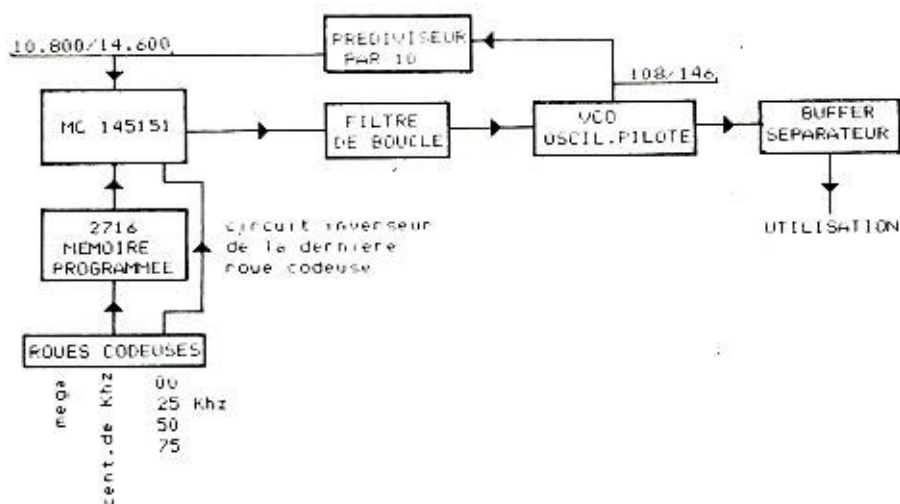 10.800/14.600
PREDIVISEUR
PAR 10
108/146
MC 145151
FILTRE
DE BOUCLE
VCO
OSCIL.PILOTE
BUFFER
SEPARATEUR
2716
MEMOIRE
PROGRAMMEE
circuit inverseur
de la derniere
roue codeuse
UTILISATION
ROUES CODEUSES
mega
cent.de Khz
00
25 Khz
50
75